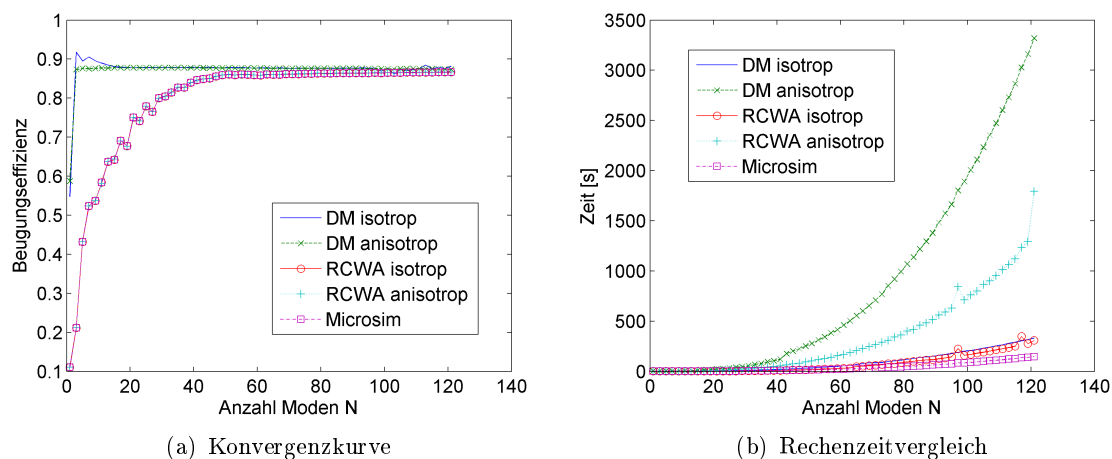 1
0.9
0.8
0.7
0.6
0.5
0.4
0.3
0.2
0.1
Beugungseffizienz
DM isotrop
DM anisotrop
RCWA isotrop
RCWA anisotrop
Microsim
0 20 40 60 80 100 120 140
Anzahl Moden N
(a) Konvergenzkurve
3500
3000
2500
2000
1500
1000
500
0
Zeit [s]
DM isotrop
DM anisotrop
RCWA isotrop
RCWA anisotrop
Microsim
0 20 40 60 80 100 120 140
Anzahl Moden N
(b) Rechenzeitvergleich